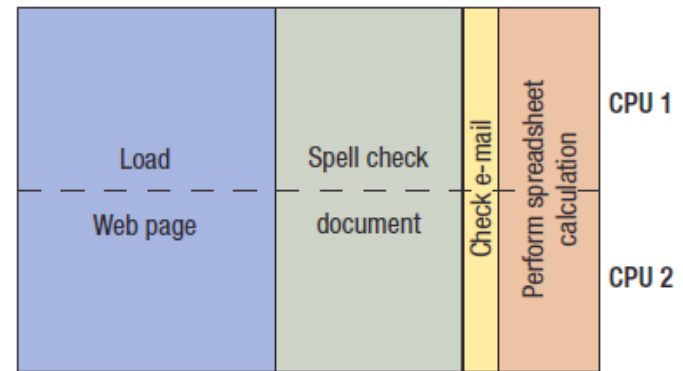 Load
Web page
Spell check
document
Check e-mail
Perform spreadsheet
calculation
CPU 1
CPU 2